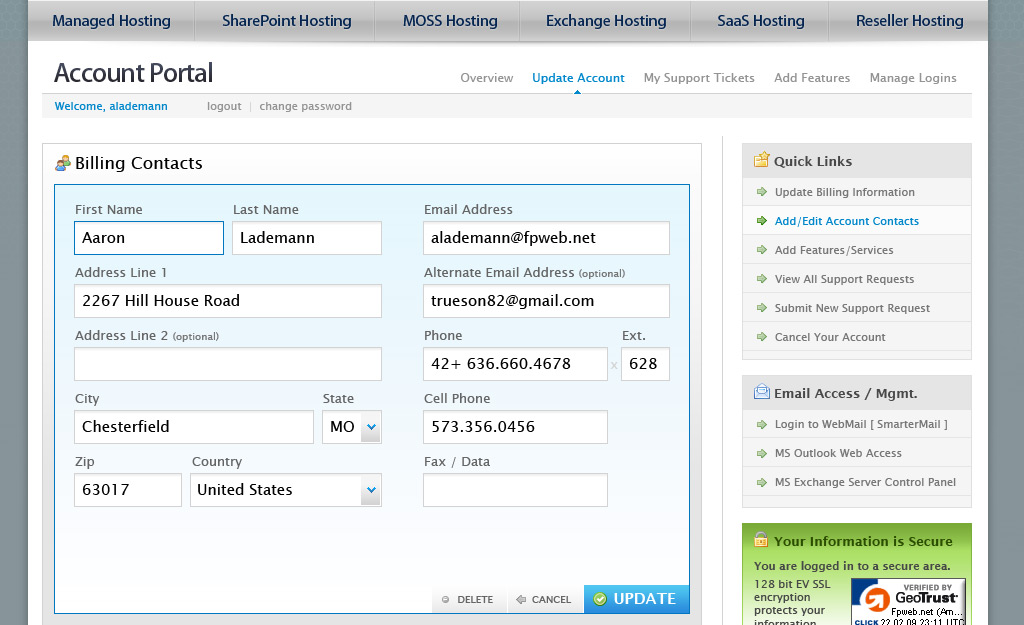 Managed Hosting SharePoint Hosting MOSS Hosting Exchange Hosting SaaS Hosting Reseller Hosting
Account Portal
Overview Update Account My Support Tickets Add Features Manage Logins
Welcome, alademann logout | change password
Billing Contacts
First Name Last Name
Aaron Lademann
Address Line 1
2267 Hill House Road
Address Line 2 (optional)
City State
Chesterfield MO
Zip Country
63017 United States
Email Address
alademann@fpweb.net
Alternate Email Address (optional)
trueson82@gmail.com
Phone Ext.
42+ 636.660.4678 x 628
Cell Phone
573.356.0456
Fax / Data
DELETE CANCEL UPDATE
Quick Links
Update Billing Information
Add/Edit Account Contacts
Add Features/Services
View All Support Requests
Submit New Support Request
Cancel Your Account
Email Access / Mgmt.
Login to WebMail [ SmarterMail ]
MS Outlook Web Access
MS Exchange Server Control Panel
Your Information is Secure
You are logged in to a secure area.
128 bit EV SSL
encryption
protects your
information
VERIFIED BY
GeoTrust
Fpweb.net (Am...
CLICK 22.02.09 23:11 UTC